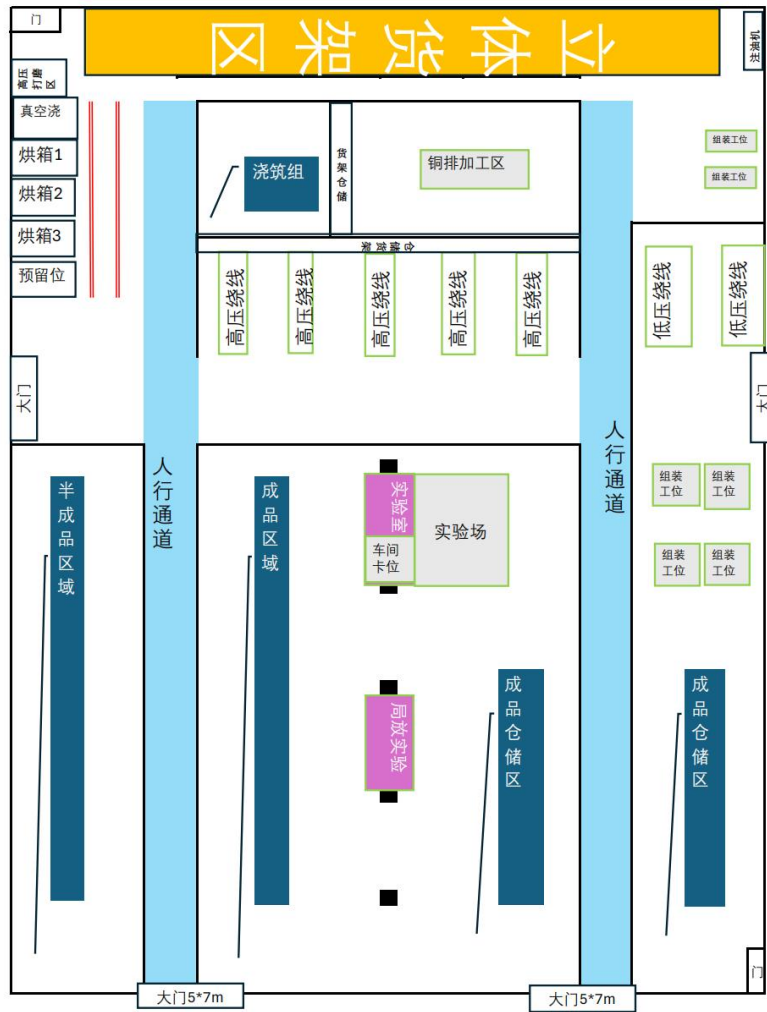 门
立体货架区
注油机
高压
打磨
区
真空浇
烘箱1
烘箱2
烘箱3
预留位
浇筑组
货架仓储
铜排加工区
组装工位
组装工位
高压绕线
高压绕线
高压绕线
高压绕线
高压绕线
低压绕线
低压绕线
大门
大门
人行通道
人行通道
半成品区域
成品区域
实验室
车间
卡位
实验场
组装
工位
组装
工位
组装
工位
组装
工位
局放实验
成品仓储区
成品仓储区
门
大门5*7m
大门5*7m